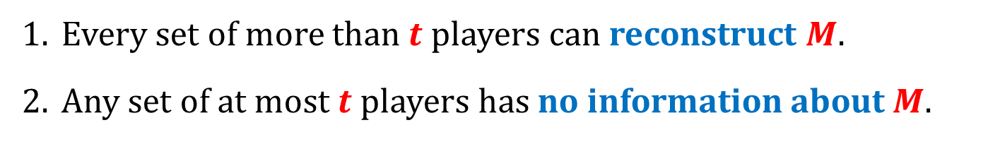 1. Every set of more than t players can reconstruct M.
2. Any set of at most t players has no information about M.